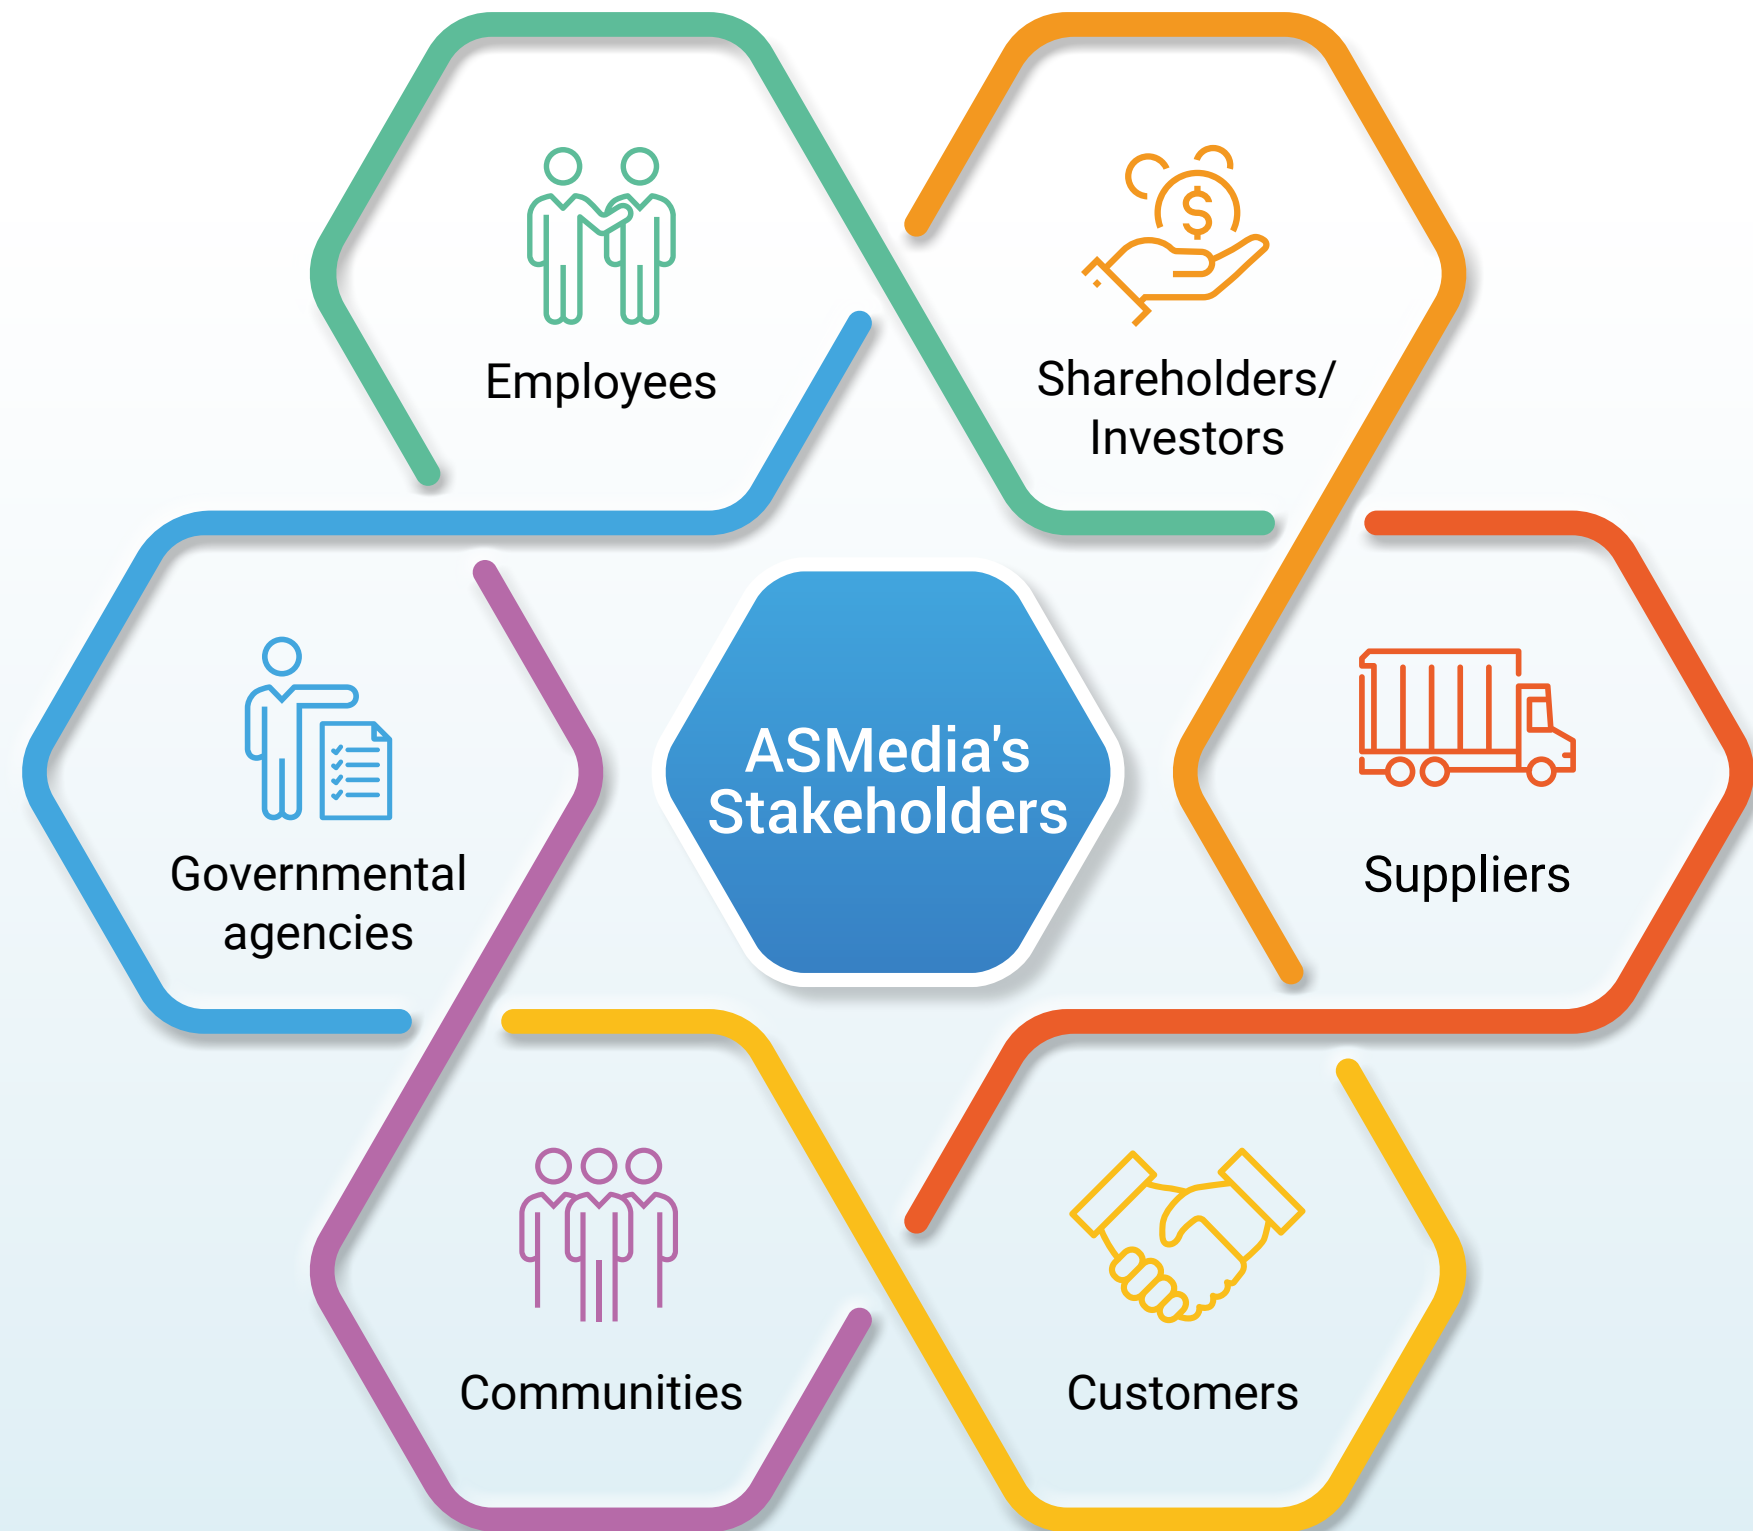 Employees
Shareholders/
Investors
Governmental
agencies
ASMedia's
Stakeholders
Suppliers
Communities
Customers